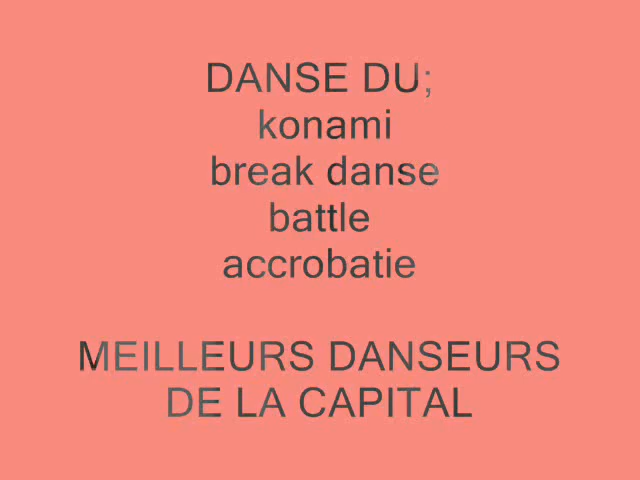 DANSE DU;
konami
break danse
battle
accrobatie
MEILLEURS DANSEURS
DE LA CAPITAL